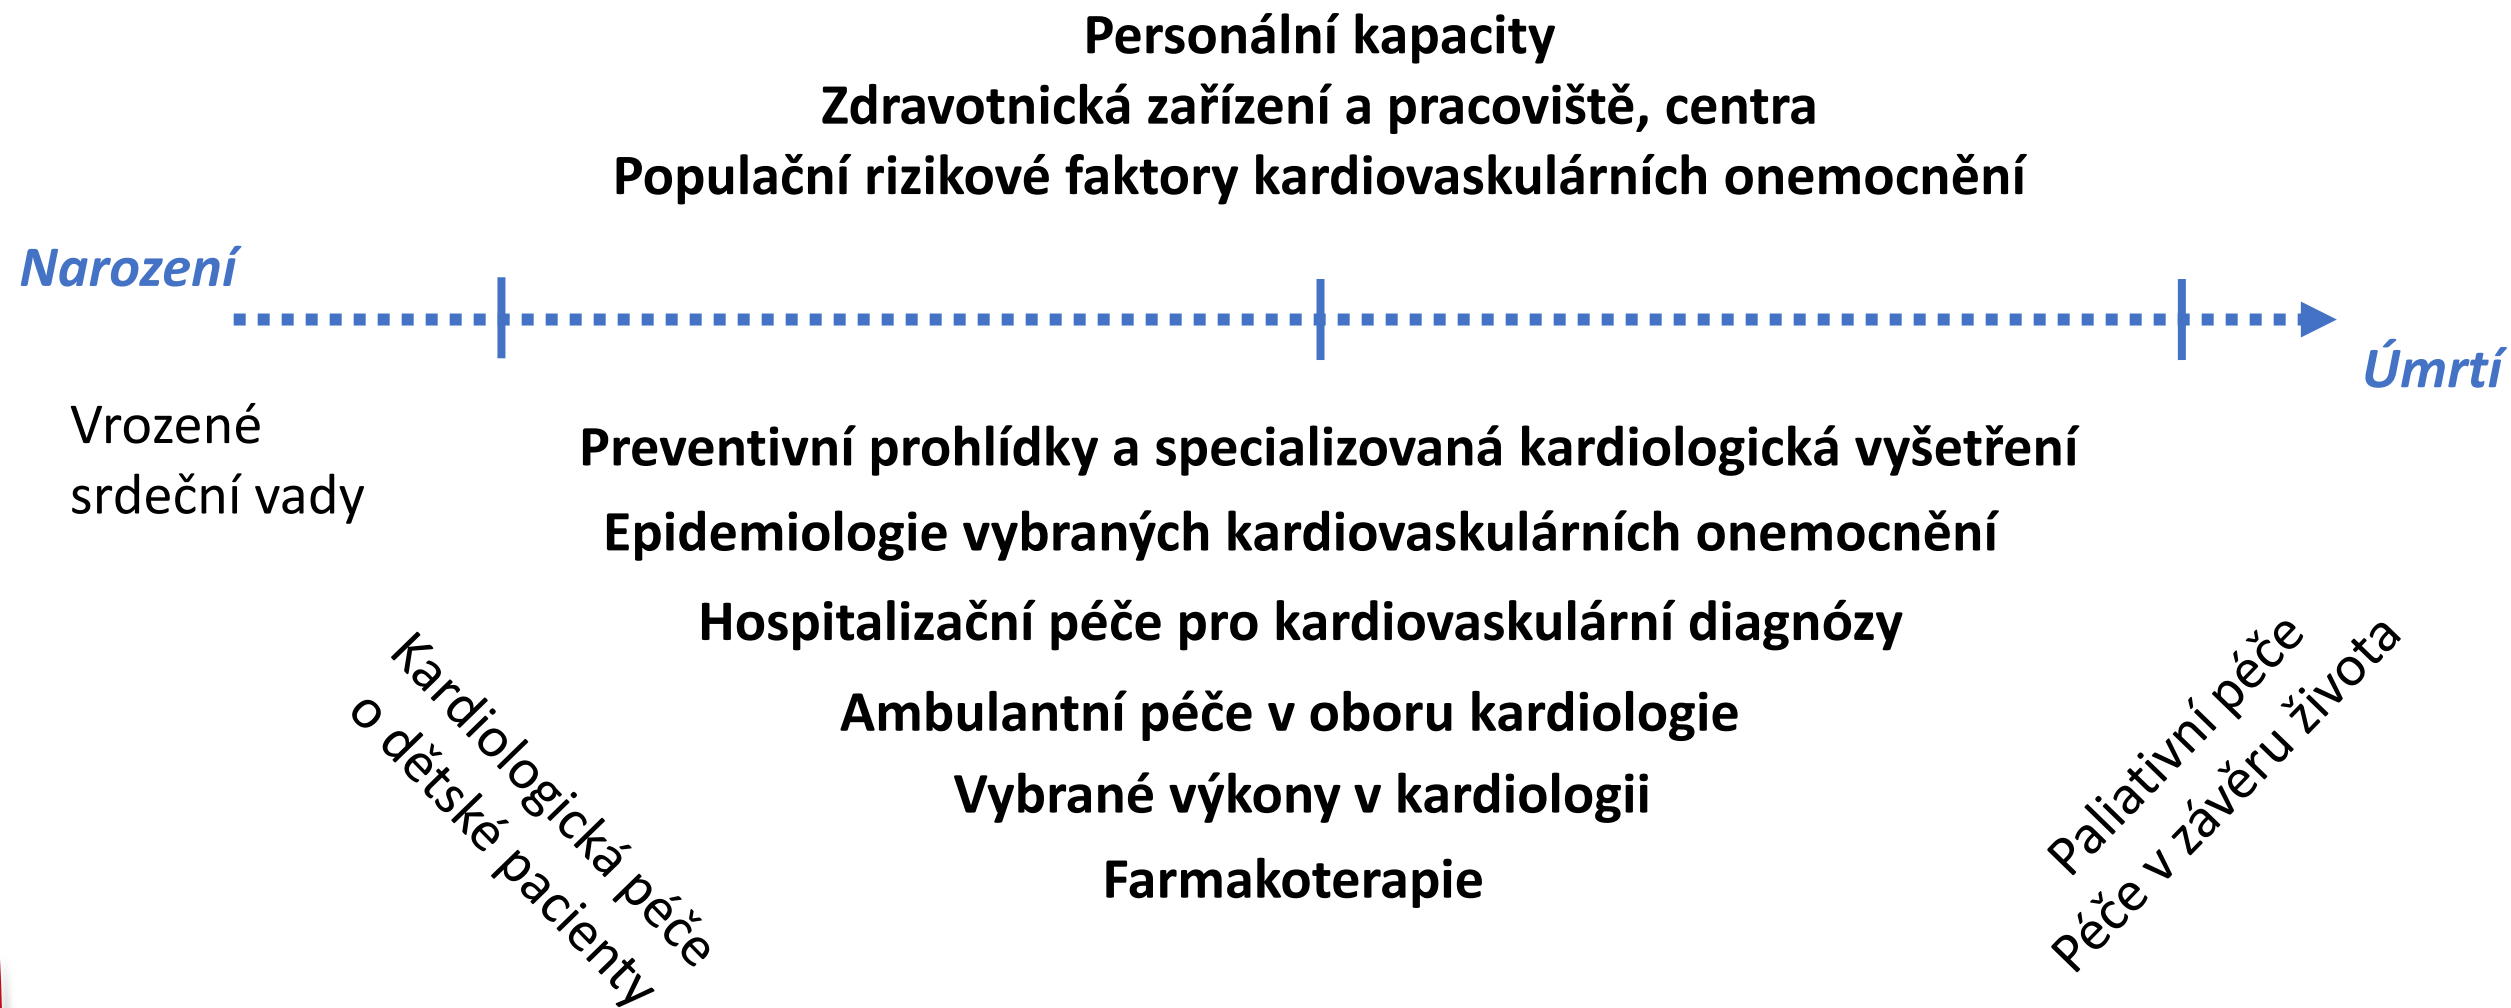 Personální kapacity
Zdravotnická zařízení a pracoviště, centra
Populační rizikové faktory kardiovaskulárních onemocnění
Narození
Úmrtí
Vrozené
srdeční vady
Preventivní prohlídky a specializovaná kardiologická vyšetření
Epidemiologie vybraných kardiovaskulárních onemocnění
Hospitalizační péče pro kardiovaskulární diagnózy
Ambulantní péče v oboru kardiologie
Vybrané výkony v kardiologii
Farmakoterapie
Kardiologická péče
o dětské pacienty
Paliativní péče
Péče v závěru života